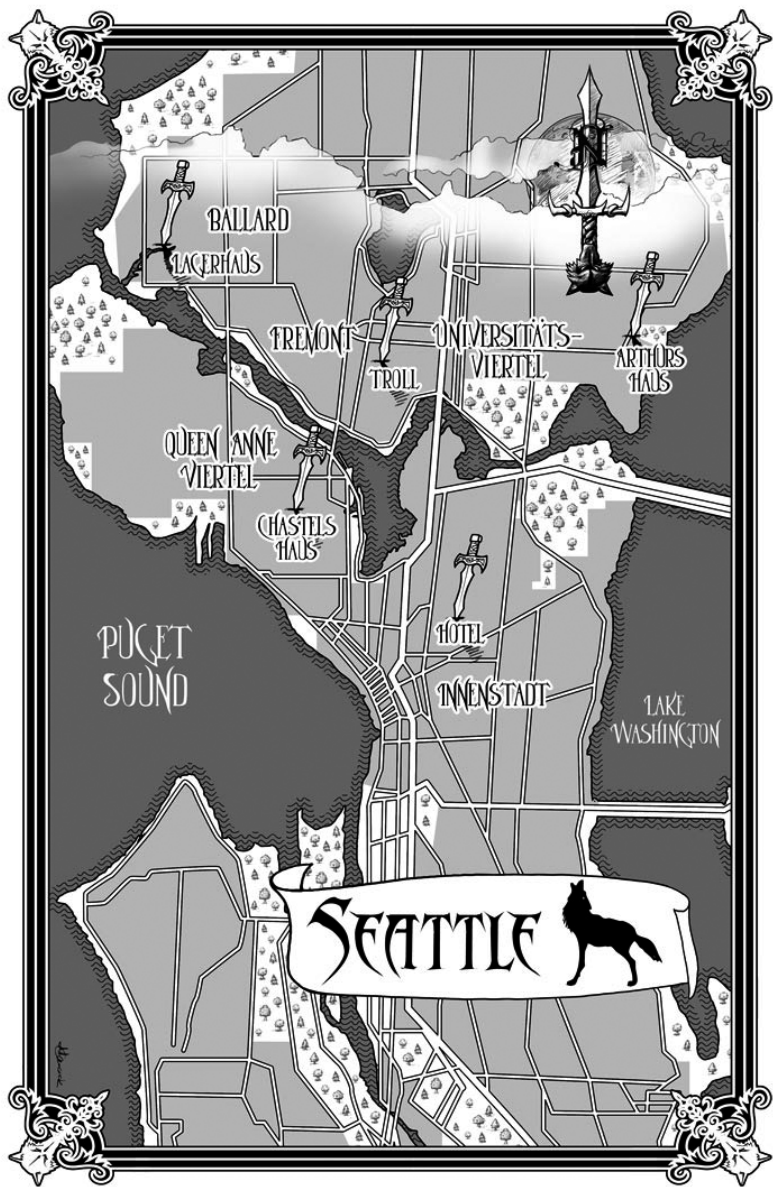 N
BALLARD
LAGERHAUS
FREMONT
UNIVERSITÄTS-
VIERTEL
TROLL
ARTHURS
HAUS
QUEEN ANNE
VIERTEL
CHASTELS
HAUS
HOTEL
PUGET
SOUND
INNENSTADT
LAKE
WASHINGTON
SEATTLE